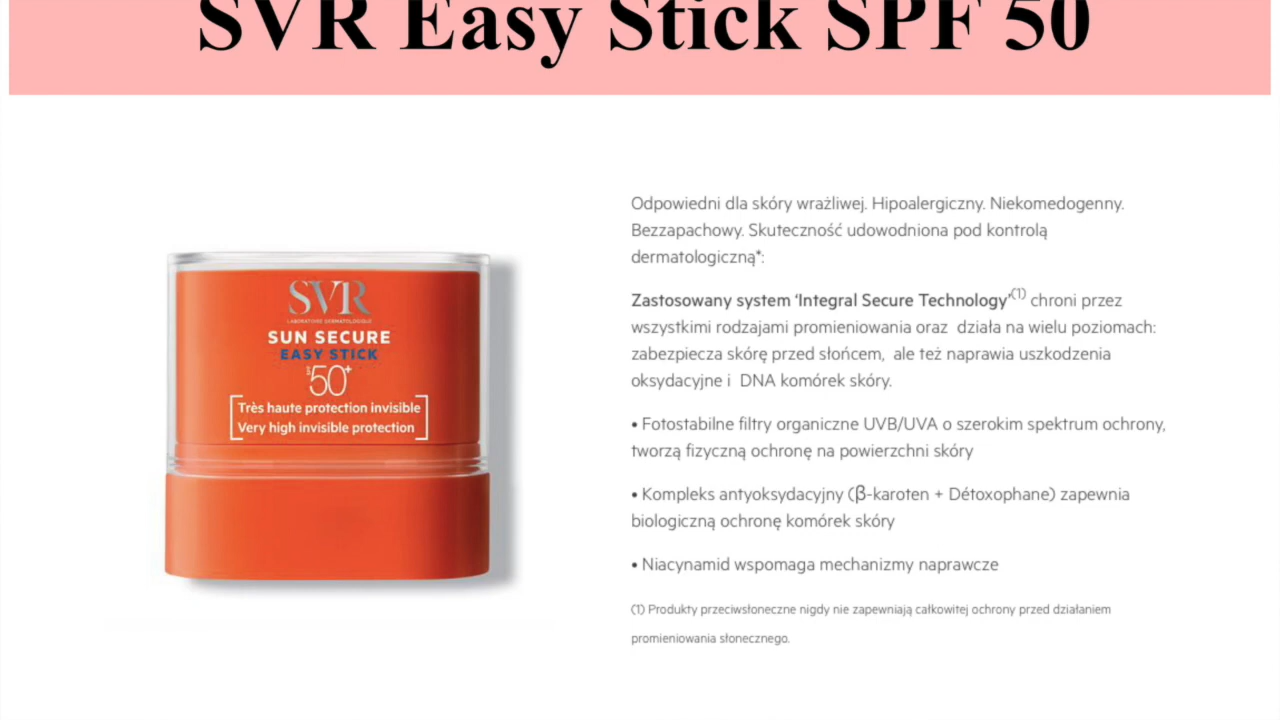 SVR Easy Stick SPF 50
SVR
LABORATOIRE DERMATOLOGIQUE
SUN SECURE
EASY STICK
SPF 50+
Très haute protection invisible
Very high invisible protection
Odpowiedni dla skóry wrażliwej. Hipoalergiczny. Niekomedogenny.
Bezzapachowy. Skuteczność udowodniona pod kontrolą
dermatologiczną*:
Zastosowany system ‘Integral Secure Technology’(1) chroni przez
wszystkimi rodzajami promieniowania oraz działa na wielu poziomach:
zabezpiecza skórę przed słońcem, ale też naprawia uszkodzenia
oksydacyjne i DNA komórek skóry.
• Fotostabilne filtry organiczne UVB/UVA o szerokim spektrum ochrony,
tworzą fizyczną ochronę na powierzchni skóry
• Kompleks antyoksydacyjny (β-karoten + Détoxophane) zapewnia
biologiczną ochronę komórek skóry
• Niacynamid wspomaga mechanizmy naprawcze
(1) Produkty przeciwsłoneczne nigdy nie zapewniają całkowitej ochrony przed działaniem
promieniowania słonecznego.